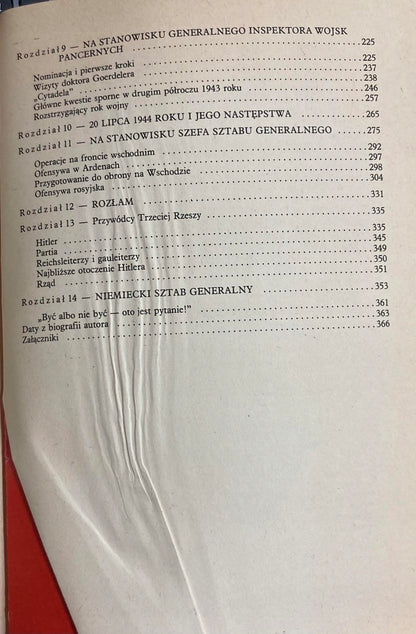 Rozdział 9 — NA STANOWISKU GENERALNEGO INSPEKTORA WOJSK
PANCERNYCH . . . . . . . . . . 225
Nominacja i pierwsze kroki . . . . . . . . . . 225
Wizyty doktora Goerdelera . . . . . . . . . . 237
„Cytadela” . . . . . . . . . . 238
Główne kwestie sporne w drugim półroczu 1943 roku . . . . . . . . . . 246
Rozstrzygający rok wojny . . . . . . . . . . 257
Rozdział 10 — 20 LIPCA 1944 ROKU I JEGO NASTĘPSTWA . . . . . . . . . . 265
Rozdział 11 — NA STANOWISKU SZEFA SZTABU GENERALNEGO . . . . . . . . . . 275
Operacje na froncie wschodnim . . . . . . . . . . 292
Ofensywa w Ardenach . . . . . . . . . . 297
Przygotowanie do obrony na Wschodzie . . . . . . . . . . 298
Ofensywa rosyjska . . . . . . . . . . 304
Rozdział 12 — ROZŁAM . . . . . . . . . . 331
Rozdział 13 — Przywódcy Trzeciej Rzeszy . . . . . . . . . . 335
Hitler . . . . . . . . . . 335
Partia . . . . . . . . . . 345
Reichsleiterzy i gauleiterzy . . . . . . . . . . 349
Najbliższe otoczenie Hitlera . . . . . . . . . . 350
Rząd . . . . . . . . . . 351
Rozdział 14 — NIEMIECKI SZTAB GENERALNY . . . . . . . . . . 353
„Być albo nie być — oto jest pytanie!” . . . . . . . . . . 361
Daty z biografii autora . . . . . . . . . . 363
Załączniki . . . . . . . . . . 366